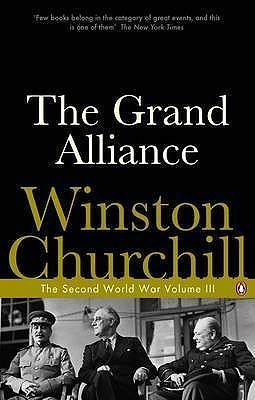 'Few books belong in the category of great events, and this
is one of them' The New York Times
The Grand
Alliance
Winston
Churchill
The Second World War Volume III